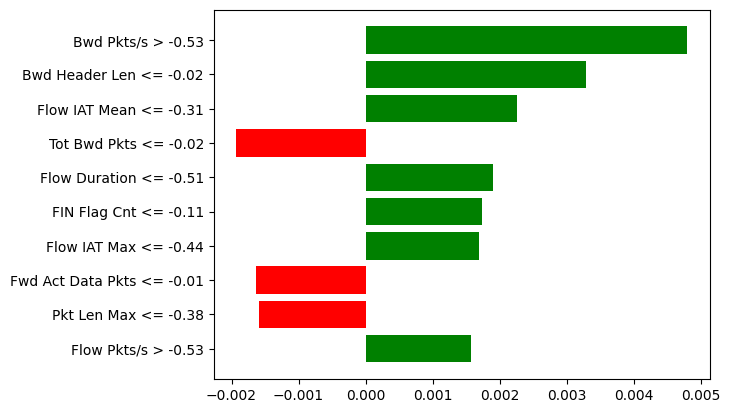 Bwd Pkts/s > -0.53
Bwd Header Len <= -0.02
Flow IAT Mean <= -0.31
Tot Bwd Pkts <= -0.02
Flow Duration <= -0.51
FIN Flag Cnt <= -0.11
Flow IAT Max <= -0.44
Fwd Act Data Pkts <= -0.01
Pkt Len Max <= -0.38
Flow Pkts/s > -0.53
−0.002 −0.001 0.000 0.001 0.002 0.003 0.004 0.005